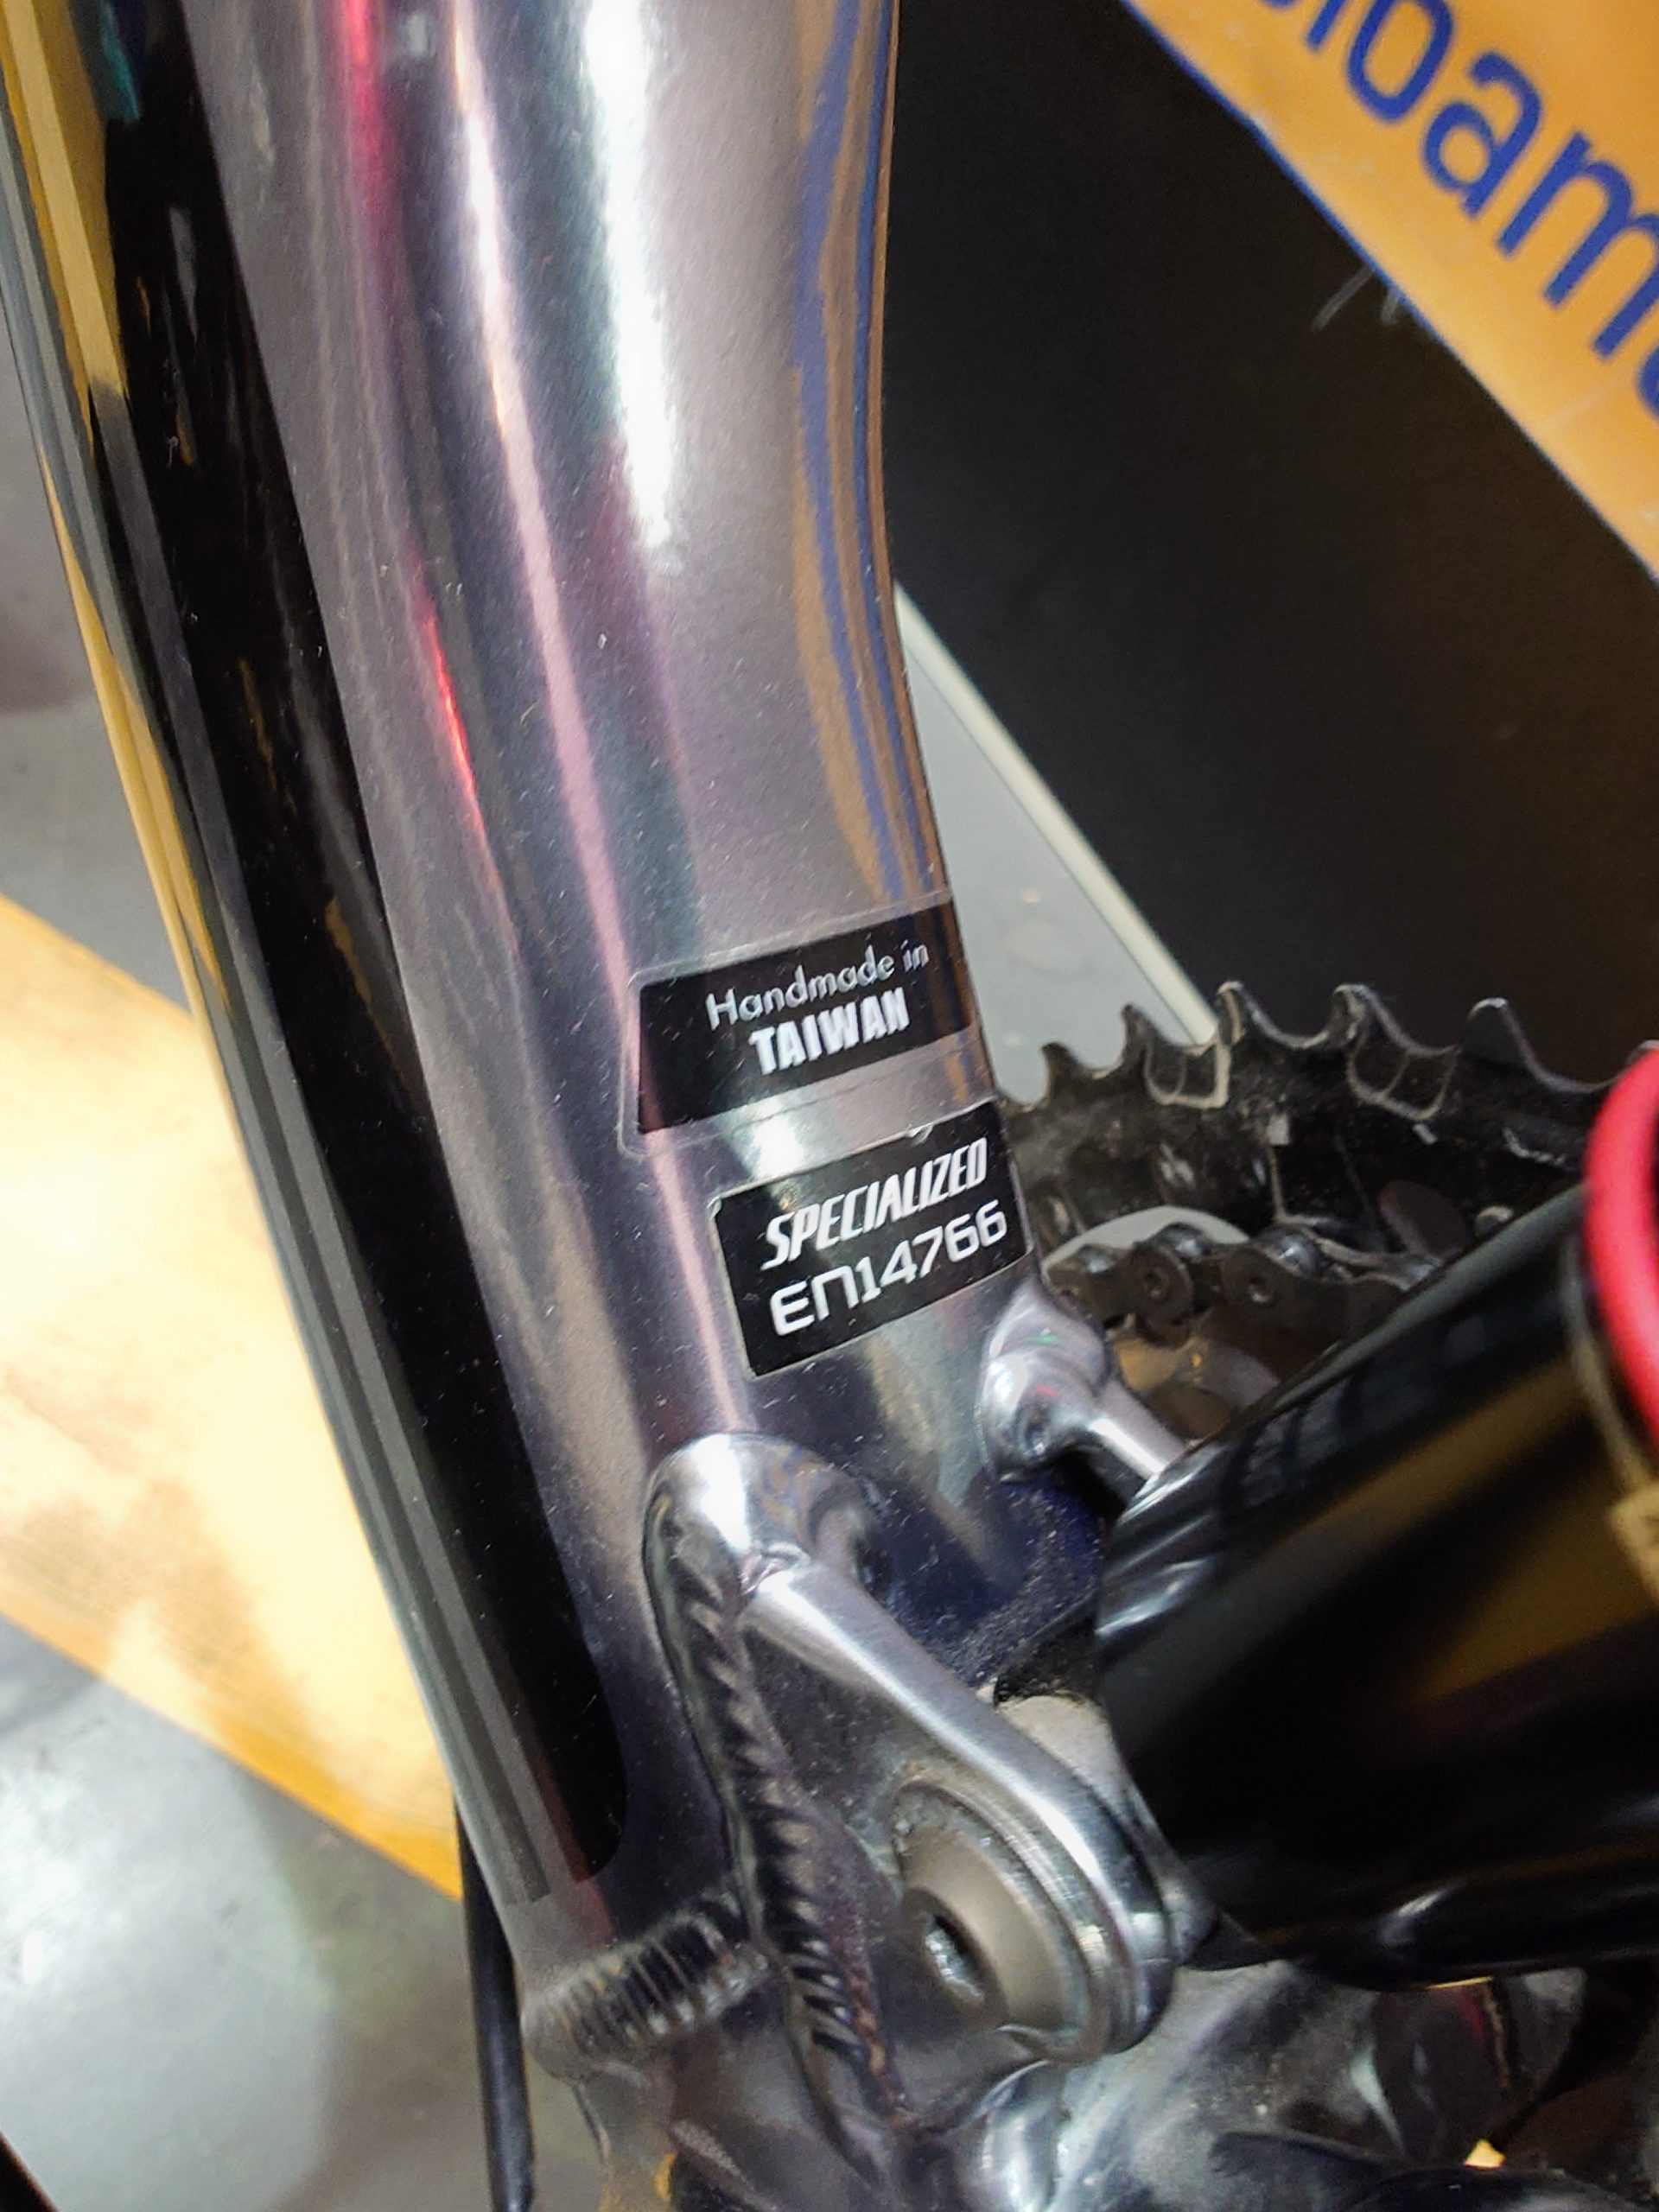 Handmade in
TAIWAN
SPECIALIZED
EN14766